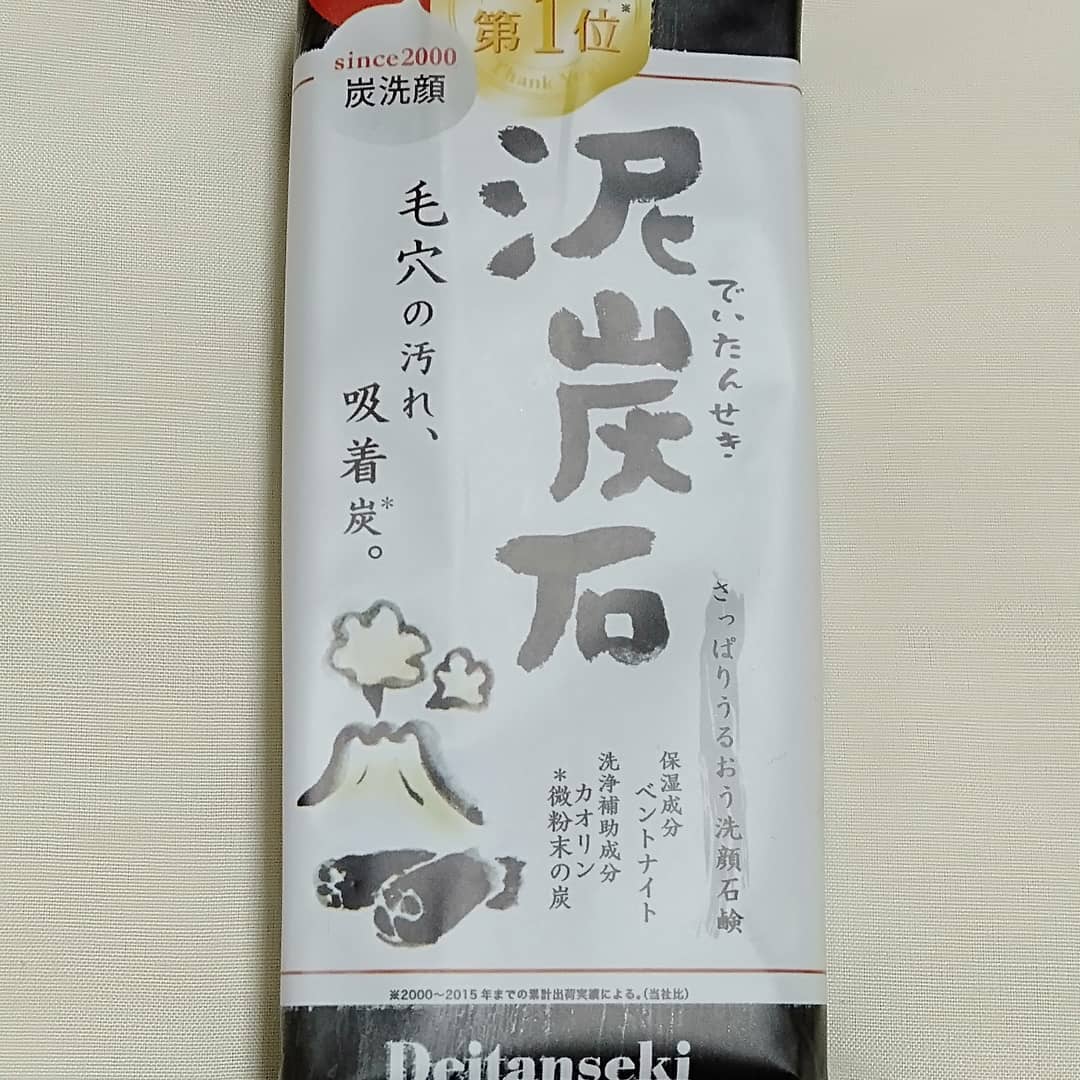 第1位※
Thank You
since2000
炭洗顔
泥炭石
でいたんせき
毛穴の汚れ、
吸着炭*。
さっぱりうるおう洗顔石鹸
保湿成分
ベントナイト
洗浄補助成分
カオリン
*微粉末の炭
※2000~2015年までの累計出荷実績による。(当社比)
Deitanseki